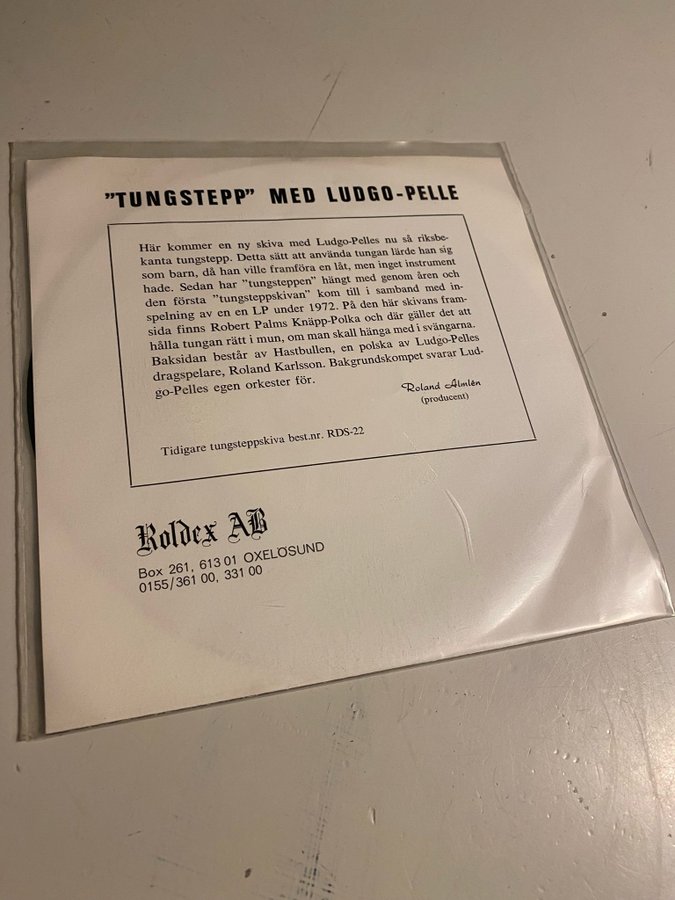 "TUNGSTEPP" MED LUDGO-PELLE
Här kommer en ny skiva med Ludgo-Pelles nu så riksbe-
kanta tungstepp. Detta sätt att använda tungan lärde han sig
som barn, då han ville framföra en låt, men inget instrument
hade. Sedan har "tungsteppen" hängt med genom åren och
den första "tungsteppskivan" kom till i samband med in-
spelning av en en LP under 1972. På den här skivans fram-
sida finns Robert Palms Knäpp-Polka och där gäller det att
hålla tungan rätt i mun, om man skall hänga med i svängarna.
Baksidan består av Hastbullen, en polska av Ludgo-Pelles
dragspelare, Roland Karlsson. Bakgrundskompet svarar Lud-
go-Pelles egen orkester för.
Roland Almlén
(producent)
Tidigare tungsteppskiva best.nr. RDS-22
Roldex AB
Box 261, 613 01 OXELÖSUND
0155/361 00, 331 00